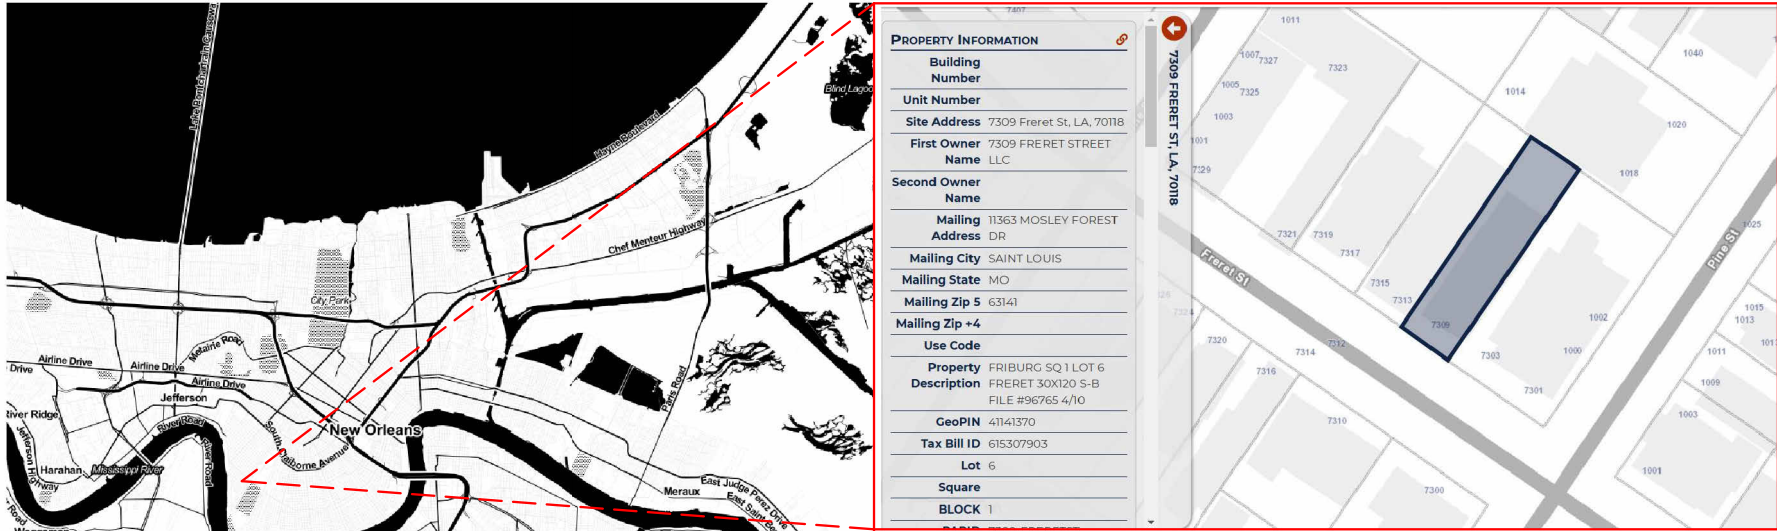 Lake Pontchartrain Causeway
Blind Lagoo
Hayne Boulevard
Chef Menteur Highway
City Park
Metairie Road
Airline Drive
Airline Drive
Airline Drive
Drive
Jefferson
River Ridge
River Road
River Road
Jefferson Highway
Harahan
Mississippi River
Road
South Claiborne Avenue
New Orleans
Paris Road
Meraux
East Judge Perez Drive
PROPERTY INFORMATION
Building
Number
Unit Number
Site Address 7309 Freret St, LA, 70118
First Owner 7309 FRERET STREET
Name LLC
Second Owner
Name
Mailing 11363 MOSLEY FOREST
Address DR
Mailing City SAINT LOUIS
Mailing State MO
Mailing Zip 5 63141
Mailing Zip +4
Use Code
Property FRIBURG SQ 1 LOT 6
Description FRERET 30X120 S-B
FILE #96765 4/10
GeoPIN 41141370
Tax Bill ID 615307903
Lot 6
Square
BLOCK 1
7309 FRERET ST, LA, 70118
7407
1011
1007
7327
7323
1005
7325
1003
1001
7329
1014
1020
1018
1040
1025
7321
7319
7317
7315
7313
7309
7303
7301
1002
1000
Freret St
Pine St
7320
7316
7314
7312
7310
7300
1015
1013
1011
1009
1003
1001